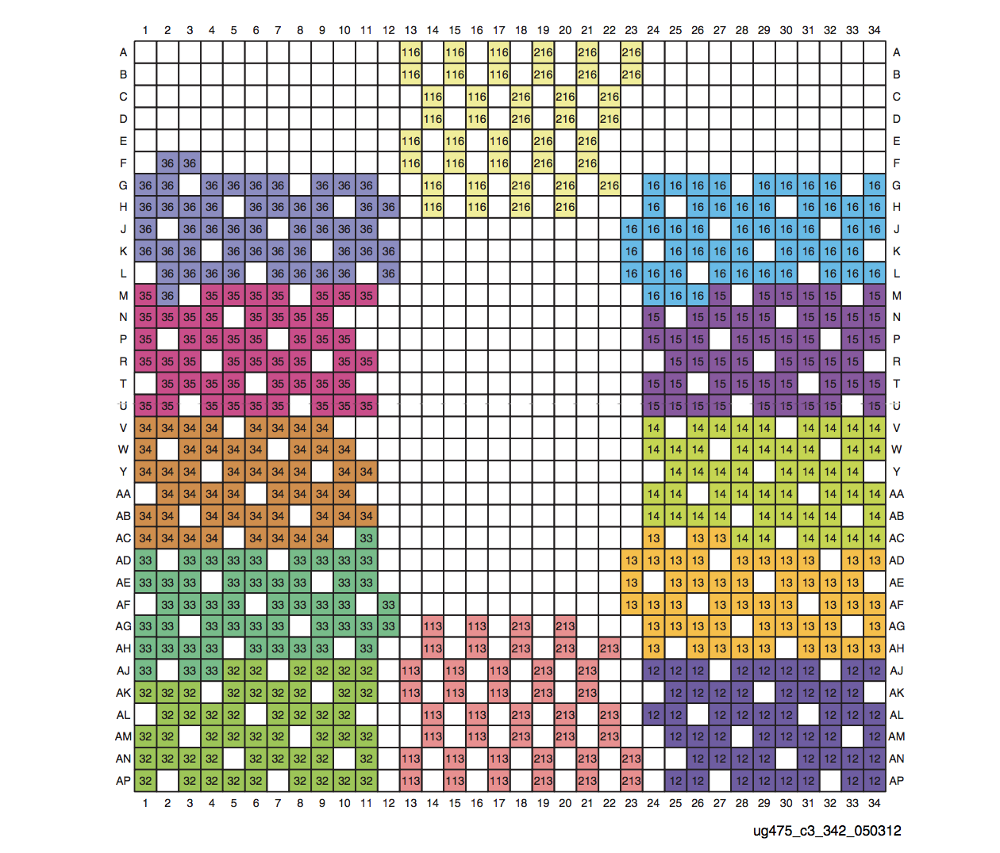 1 2 3 4 5 6 7 8 9 10 11 12 13 14 15 16 17 18 19 20 21 22 23 24 25 26 27 28 29 30 31 32 33 34
A 116 116 116 216 216 216 A
B 116 116 116 216 216 216 B
C 116 116 216 216 216 C
D 116 116 216 216 216 D
E 116 116 116 216 216 E
F 36 36 116 116 116 216 216 F
G 36 36 36 36 36 36 36 36 36 116 116 216 216 216 16 16 16 16 16 16 16 16 16 G
H 36 36 36 36 36 36 36 36 36 36 116 116 216 216 16 16 16 16 16 16 16 16 16 H
J 36 36 36 36 36 36 36 36 36 16 16 16 16 16 16 16 16 16 16 J
K 36 36 36 36 36 36 36 36 36 36 16 16 16 16 16 16 16 16 16 K
L 36 36 36 36 36 36 36 36 36 16 16 16 16 16 16 16 16 16 16 L
M 35 36 35 35 35 35 35 35 35 16 16 16 15 15 15 15 15 15 M
N 35 35 35 35 35 35 35 35 15 15 15 15 15 15 15 15 15 N
P 35 35 35 35 35 35 35 35 15 15 15 15 15 15 15 15 15 P
R 35 35 35 35 35 35 35 35 35 15 15 15 15 15 15 15 15 R
T 35 35 35 35 35 35 35 35 15 15 15 15 15 15 15 15 15 T
U 35 35 35 35 35 35 35 35 35 15 15 15 15 15 15 15 15 15 U
V 34 34 34 34 34 34 34 34 14 14 14 14 14 14 14 14 14 V
W 34 34 34 34 34 34 34 34 14 14 14 14 14 14 14 14 14 W
Y 34 34 34 34 34 34 34 34 34 14 14 14 14 14 14 14 14 Y
AA 34 34 34 34 34 34 34 34 14 14 14 14 14 14 14 14 14 AA
AB 34 34 34 34 34 34 34 34 34 14 14 14 14 14 14 14 14 14 AB
AC 34 34 34 34 34 34 34 34 33 13 13 13 14 14 14 14 14 14 AC
AD 33 33 33 33 33 33 33 33 33 13 13 13 13 13 13 13 13 13 13 AD
AE 33 33 33 33 33 33 33 33 33 13 13 13 13 13 13 13 13 13 AE
AF 33 33 33 33 33 33 33 33 33 13 13 13 13 13 13 13 13 13 13 AF
AG 33 33 33 33 33 33 33 33 33 33 113 113 213 213 13 13 13 13 13 13 13 13 13 AG
AH 33 33 33 33 33 33 33 33 33 113 113 213 213 213 13 13 13 13 13 13 13 13 13 AH
AJ 33 33 33 32 32 32 32 32 32 113 113 113 213 213 12 12 12 12 12 12 12 12 12 AJ
AK 32 32 32 32 32 32 32 32 32 113 113 113 213 213 12 12 12 12 12 12 12 12 AK
AL 32 32 32 32 32 32 32 32 113 113 213 213 213 12 12 12 12 12 12 12 12 12 AL
AM 32 32 32 32 32 32 32 32 32 113 113 213 213 213 12 12 12 12 12 12 12 12 AM
AN 32 32 32 32 32 32 32 32 32 113 113 113 213 213 213 12 12 12 12 12 12 12 12 AN
AP 32 32 32 32 32 32 32 32 32 113 113 113 213 213 213 12 12 12 12 12 12 12 12 AP
1 2 3 4 5 6 7 8 9 10 11 12 13 14 15 16 17 18 19 20 21 22 23 24 25 26 27 28 29 30 31 32 33 34
ug475_c3_342_050312